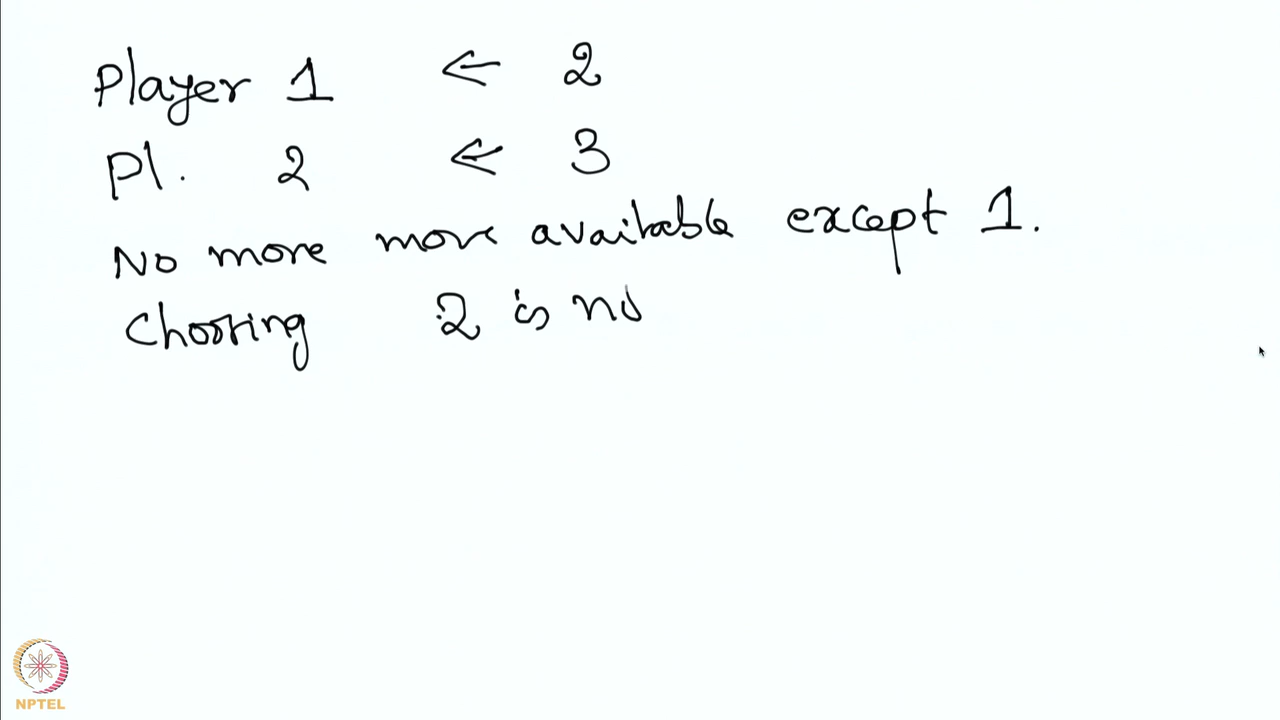 Player 1 ← 2
Pl. 2 ← 3
No more move available except 1.
Choosing 2 is no
NPTEL